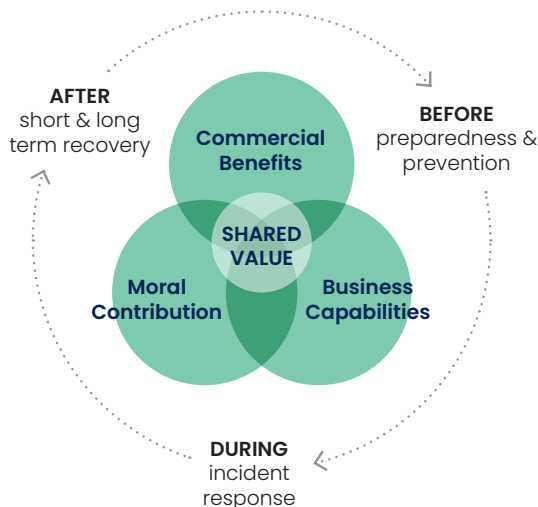 AFTER
short & long
term recovery
BEFORE
preparedness &
prevention
Commercial
Benefits
SHARED
VALUE
Moral
Contribution
Business
Capabilities
DURING
incident
response